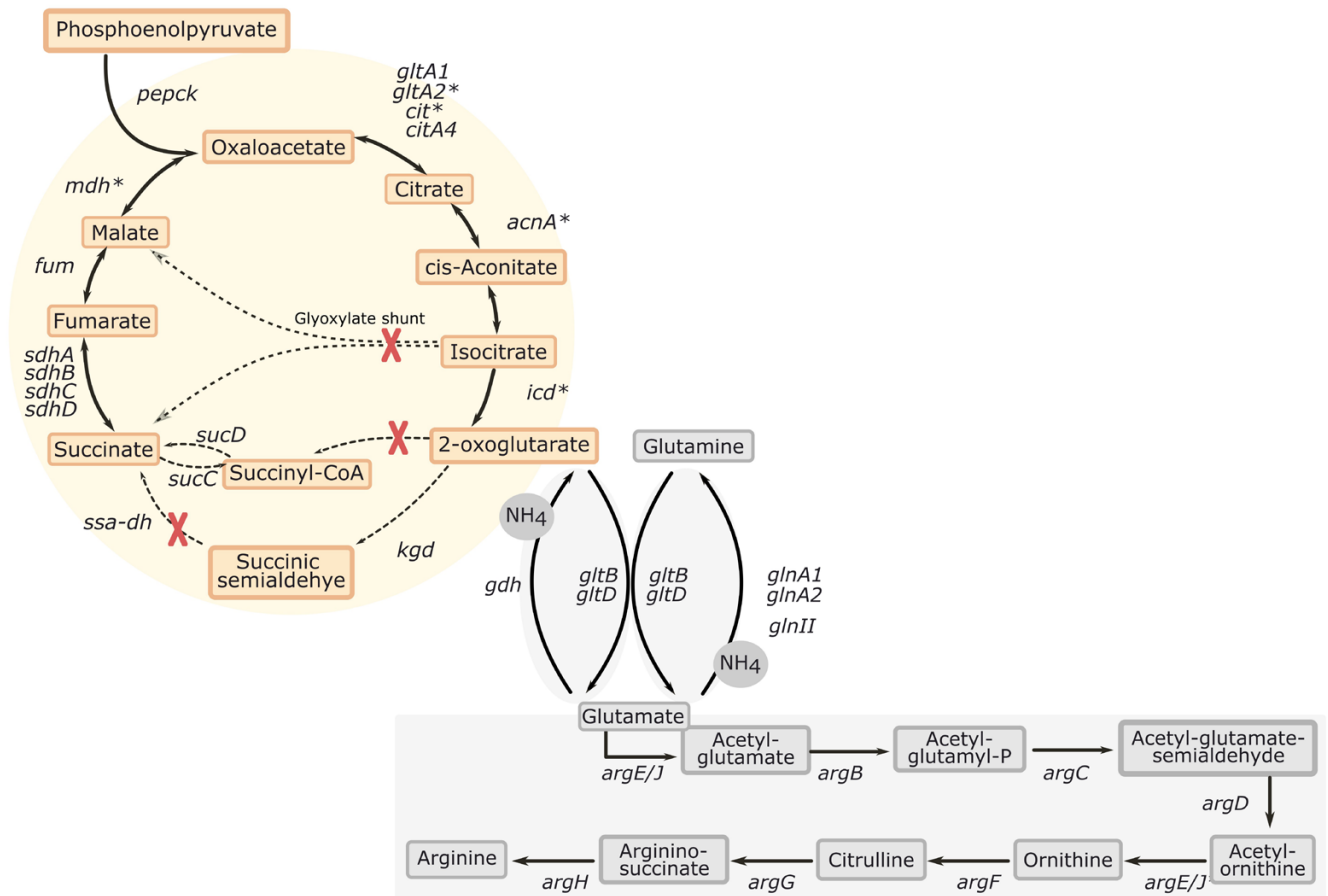 Phosphoenolpyruvate
pepck
gltA1
gltA2*
cit*
citA4
Oxaloacetate
mdh*
Citrate
Malate
acnA*
fum
cis-Aconitate
Fumarate
Glyoxylate shunt
Isocitrate
sdhA
sdhB
sdhC
sdhD
icd*
Succinate
sucD
sucC
Succinyl-CoA
2-oxoglutarate
Glutamine
ssa-dh
Succinic
semialdehye
kgd
NH4
gdh
gltB
gltD
gltB
gltD
glnA1
glnA2
glnII
NH4
Glutamate
argE/J
Acetyl-
glutamate
argB
Acetyl-
glutamyl-P
argC
Acetyl-glutamate-
semialdehyde
argD
Arginine
argH
Arginino-
succinate
argG
Citrulline
argF
Ornithine
argE/J*
Acetyl-
ornithine